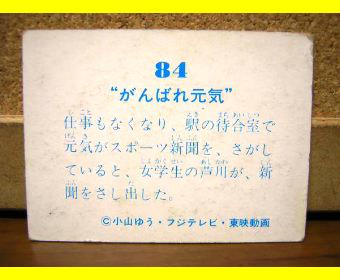 84
“がんばれ元気”
仕事もなくなり、駅の待合室で
元気がスポーツ新聞を、さがし
ていると、女学生の芦川が、新
聞をさし出した。
©小山ゆう・フジテレビ・東映動画